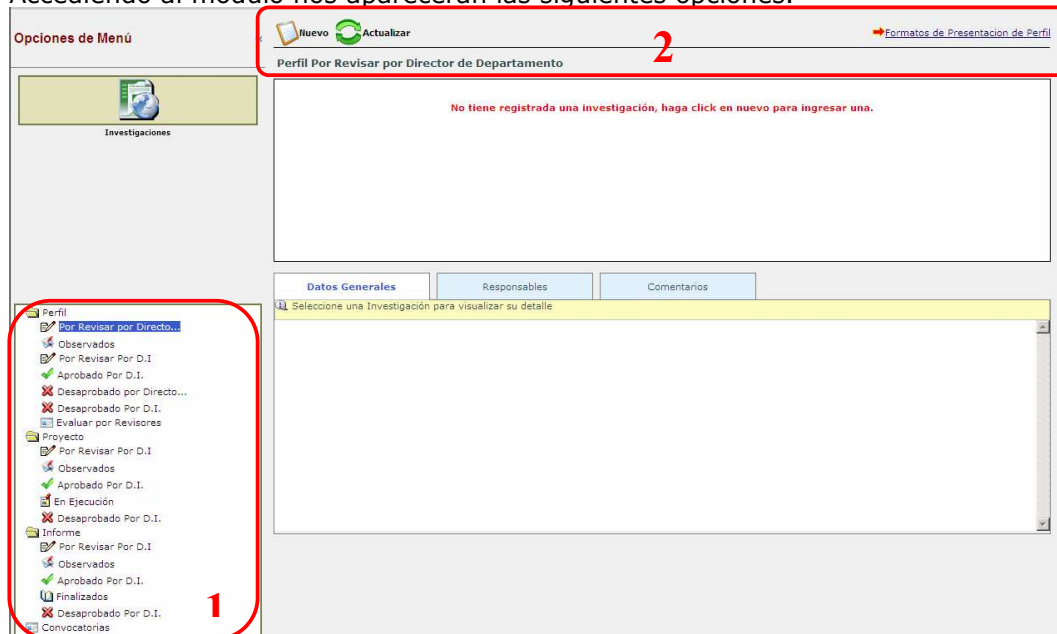 Accediendo al módulo nos aparecerán las siguientes opciones:
Opciones de Menú
«
Nuevo Actualizar
Formatos de Presentacion de Perfil
2
Perfil Por Revisar por Director de Departamento
Investigaciones
No tiene registrada una investigación, haga click en nuevo para ingresar una.
Datos Generales Responsables Comentarios
Seleccione una Investigación para visualizar su detalle
Perfil
Por Revisar por Directo...
Observados
Por Revisar Por D.I
Aprobado Por D.I.
Desaprobado por Directo...
Desaprobado Por D.I.
Evaluar por Revisores
Proyecto
Por Revisar Por D.I
Observados
Aprobado Por D.I.
En Ejecución
Desaprobado Por D.I.
Informe
Por Revisar Por D.I
Observados
Aprobado Por D.I.
Finalizados
Desaprobado Por D.I.
Convocatorias
1